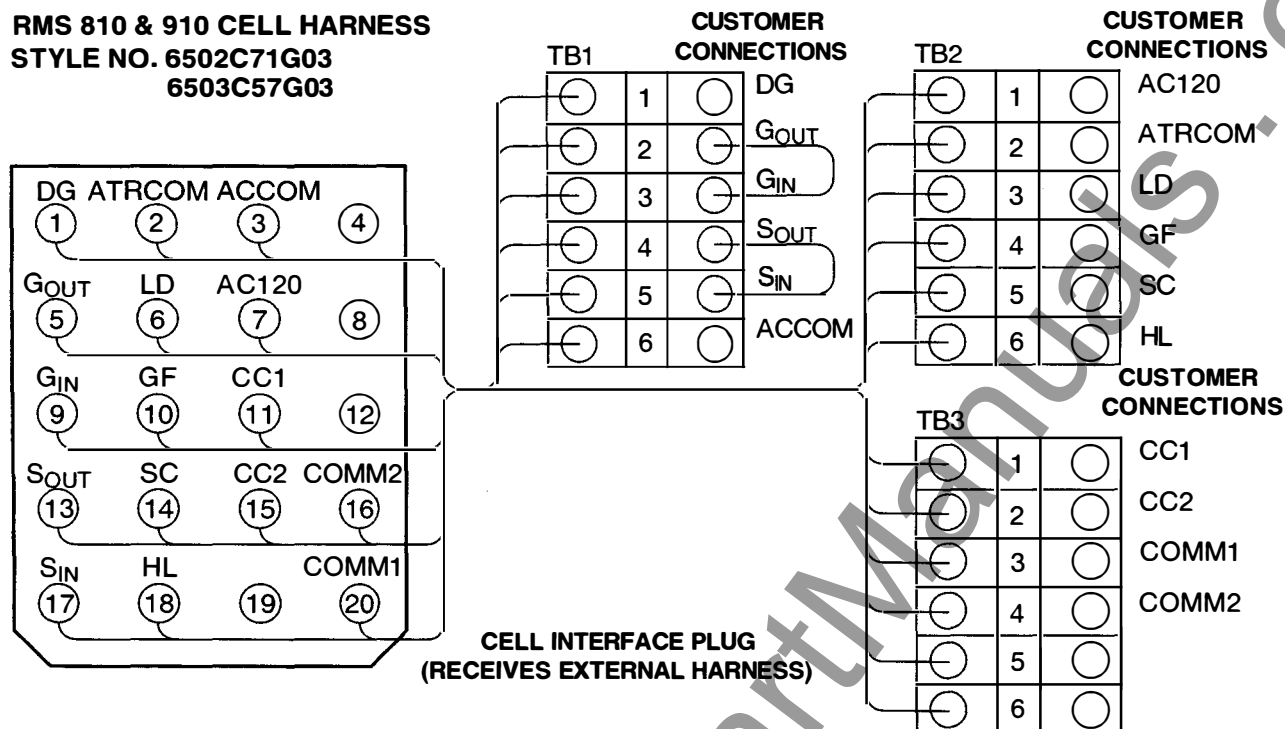 RMS 810 & 910 CELL HARNESS
STYLE NO. 6502C71G03
6503C57G03
DG ATRCOM ACCOM
1 2 3 4
GOUT LD AC120
5 6 7 8
GIN GF CC1
9 10 11 12
SOUT SC CC2 COMM2
13 14 15 16
SIN HL COMM1
17 18 19 20
CELL INTERFACE PLUG
(RECEIVES EXTERNAL HARNESS)
TB1
CUSTOMER
CONNECTIONS
1 DG
2 GOUT
3 GIN
4 SOUT
5 SIN
6 ACCOM
TB2
CUSTOMER
CONNECTIONS
1 AC120
2 ATRCOM
3 LD
4 GF
5 SC
6 HL
CUSTOMER
CONNECTIONS
TB3
1 CC1
2 CC2
3 COMM1
4 COMM2
5
6